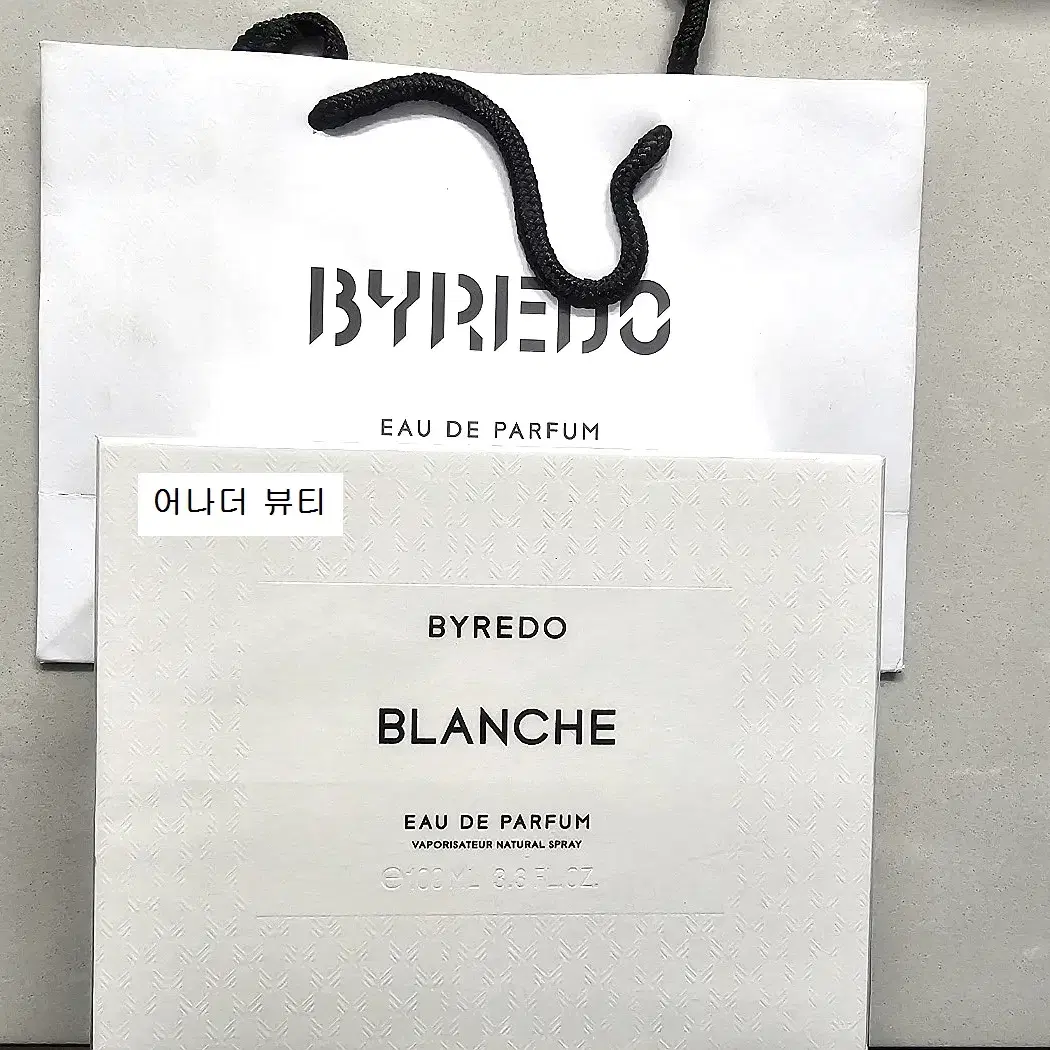 BYREDO
EAU DE PARFUM
어나더 뷰티
BYREDO
BLANCHE
EAU DE PARFUM
VAPORISATEUR NATURAL SPRAY
℮100 ML 3.3 FL.OZ.